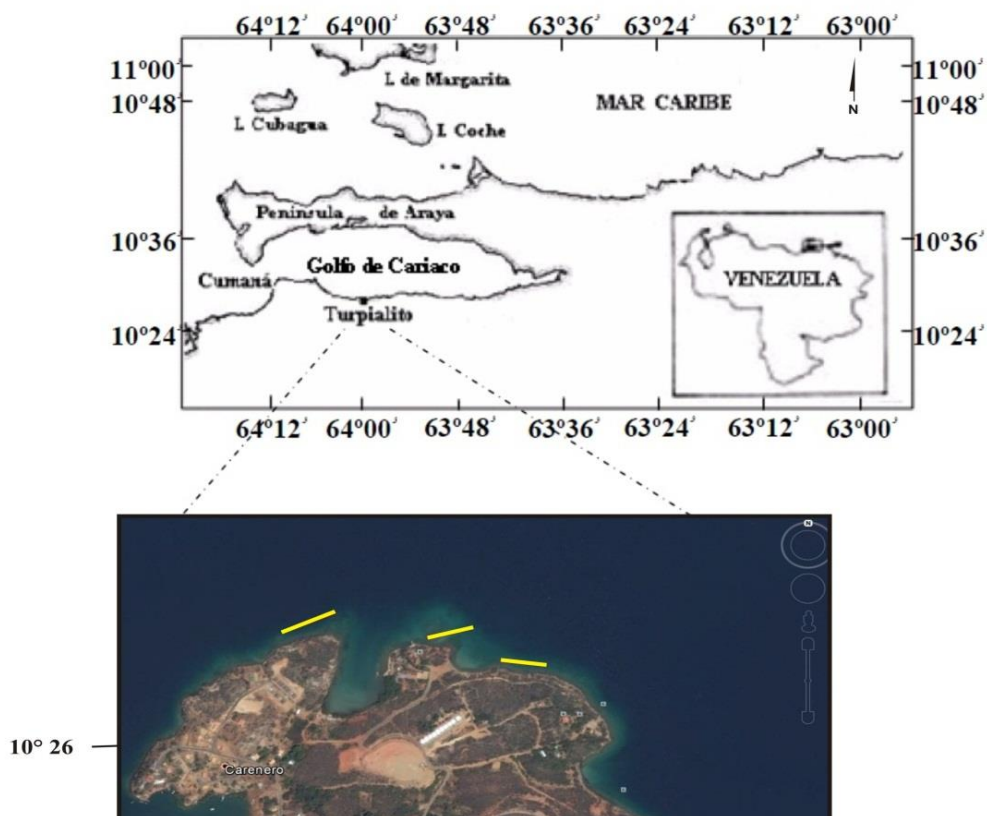 64°12' 64°00' 63°48' 63°36' 63°24' 63°12' 63°00'
11°00' 11°00'
10°48' 10°48'
I. de Margarita
MAR CARIBE
N
I. Cubagua
I. Coche
Península de Araya
10°36' 10°36'
Golfo de Cariaco
Cumaná
VENEZUELA
Turpialito
10°24' 10°24'
64°12' 64°00' 63°48' 63°36' 63°24' 63°12' 63°00'
N
10° 26
Carenero